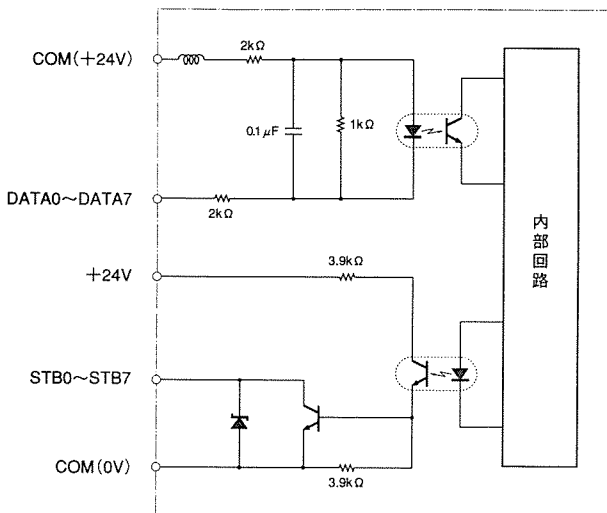 COM(+24V)
2kΩ
0.1μF
1kΩ
DATA0～DATA7
2kΩ
+24V
3.9kΩ
STB0～STB7
COM(0V)
3.9kΩ
内部回路